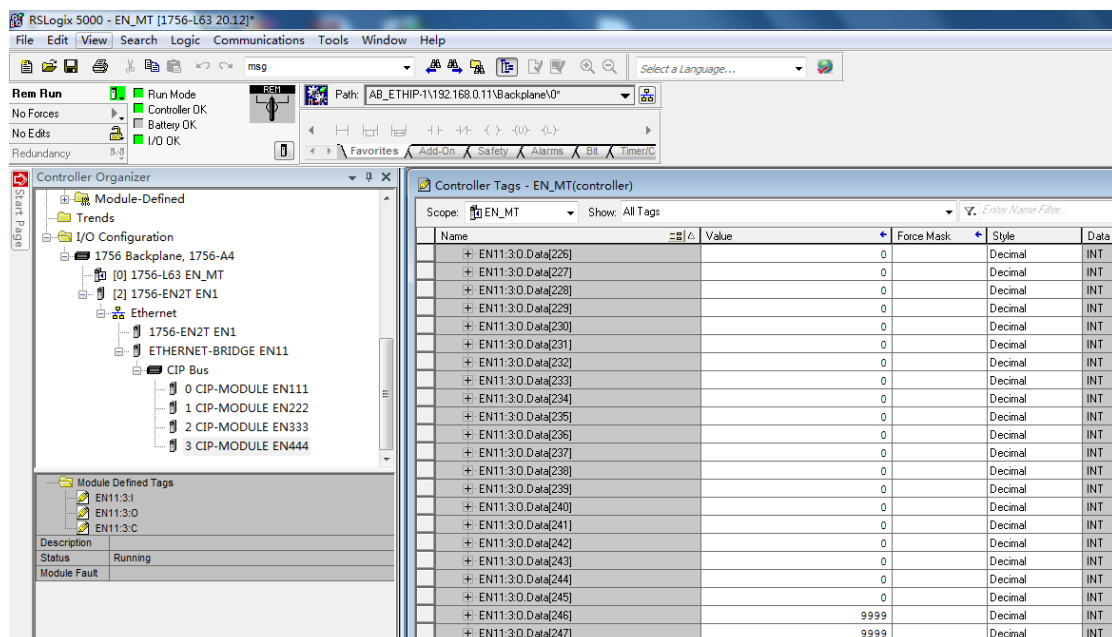 RSLogix 5000 - EN_MT [1756-L63 20.12]*
File Edit View Search Logic Communications Tools Window Help
msg
Select a Language...
Rem Run
Run Mode
REM
Path: AB_ETHIP-1\192.168.0.11\Backplane\0*
No Forces
Controller OK
Battery OK
No Edits
I/O OK
Redundancy
Favorites Add-On Safety Alarms Bit Timer/C
Start Page
Controller Organizer
Module-Defined
Trends
I/O Configuration
1756 Backplane, 1756-A4
[0] 1756-L63 EN_MT
[2] 1756-EN2T EN1
Ethernet
1756-EN2T EN1
ETHERNET-BRIDGE EN11
CIP Bus
0 CIP-MODULE EN111
1 CIP-MODULE EN222
2 CIP-MODULE EN333
3 CIP-MODULE EN444
Module Defined Tags
EN11:3:I
EN11:3:O
EN11:3:C
Description
Status Running
Module Fault
Controller Tags - EN_MT(controller)
Scope: EN_MT Show: All Tags Enter Name Filter...
Name Value Force Mask Style Data
EN11:3:O.Data[226] 0 Decimal INT
EN11:3:O.Data[227] 0 Decimal INT
EN11:3:O.Data[228] 0 Decimal INT
EN11:3:O.Data[229] 0 Decimal INT
EN11:3:O.Data[230] 0 Decimal INT
EN11:3:O.Data[231] 0 Decimal INT
EN11:3:O.Data[232] 0 Decimal INT
EN11:3:O.Data[233] 0 Decimal INT
EN11:3:O.Data[234] 0 Decimal INT
EN11:3:O.Data[235] 0 Decimal INT
EN11:3:O.Data[236] 0 Decimal INT
EN11:3:O.Data[237] 0 Decimal INT
EN11:3:O.Data[238] 0 Decimal INT
EN11:3:O.Data[239] 0 Decimal INT
EN11:3:O.Data[240] 0 Decimal INT
EN11:3:O.Data[241] 0 Decimal INT
EN11:3:O.Data[242] 0 Decimal INT
EN11:3:O.Data[243] 0 Decimal INT
EN11:3:O.Data[244] 0 Decimal INT
EN11:3:O.Data[245] 0 Decimal INT
EN11:3:O.Data[246] 9999 Decimal INT
EN11:3:O.Data[247] 9999 Decimal INT